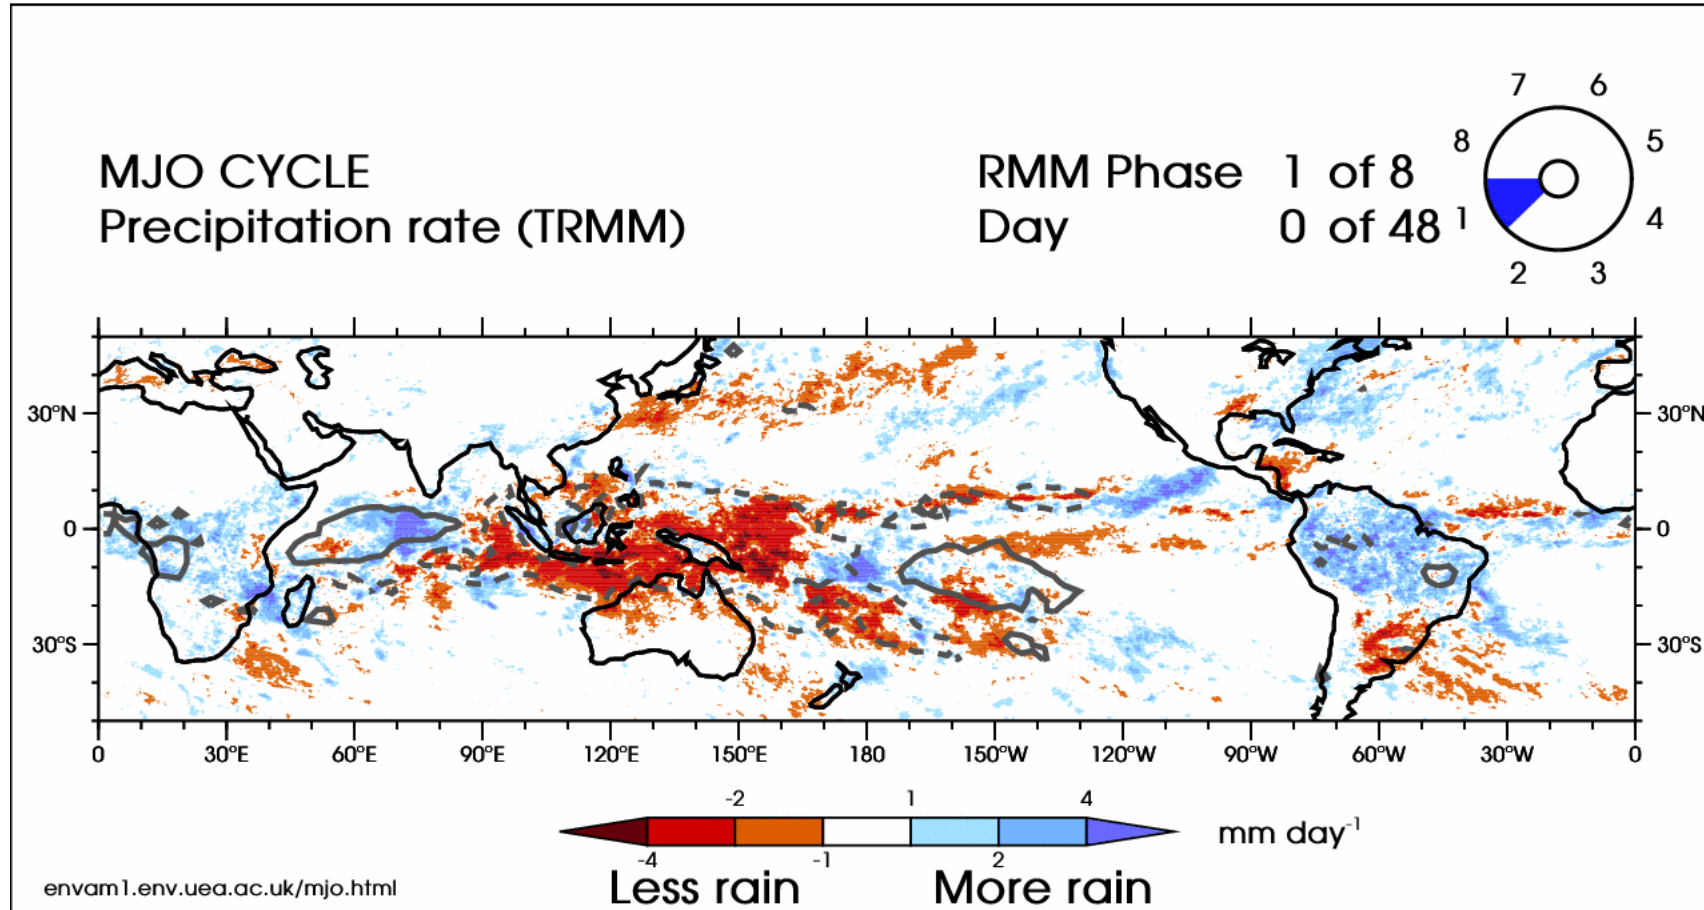 MJO CYCLE
Precipitation rate (TRMM)
RMM Phase 1 of 8
Day 0 of 48
7 6
8 5
1 4
2 3
30°N 30°N
0 0
30°S 30°S
0 30°E 60°E 90°E 120°E 150°E 180 150°W 120°W 90°W 60°W 30°W 0
-2 1 4
mm day-1
-4 -1 2
Less rain More rain
envam1.env.uea.ac.uk/mjo.html